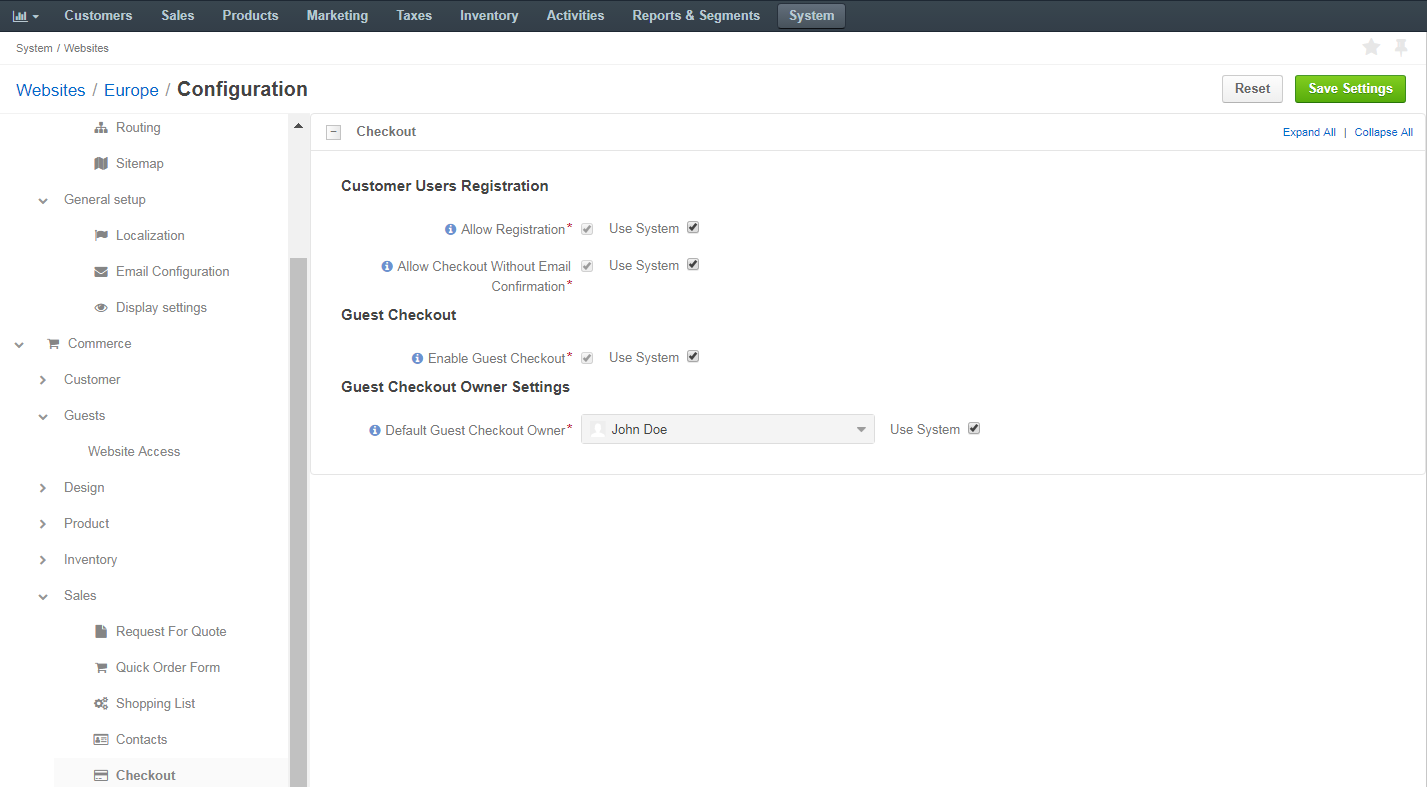 Customers Sales Products Marketing Taxes Inventory Activities Reports & Segments System
System / Websites
Websites / Europe / Configuration
Reset
Save Settings
Routing
Sitemap
General setup
Localization
Email Configuration
Display settings
Commerce
Customer
Guests
Website Access
Design
Product
Inventory
Sales
Request For Quote
Quick Order Form
Shopping List
Contacts
Checkout
Checkout
Expand All | Collapse All
Customer Users Registration
Allow Registration* Use System
Allow Checkout Without Email Use System
Confirmation*
Guest Checkout
Enable Guest Checkout* Use System
Guest Checkout Owner Settings
Default Guest Checkout Owner* John Doe Use System